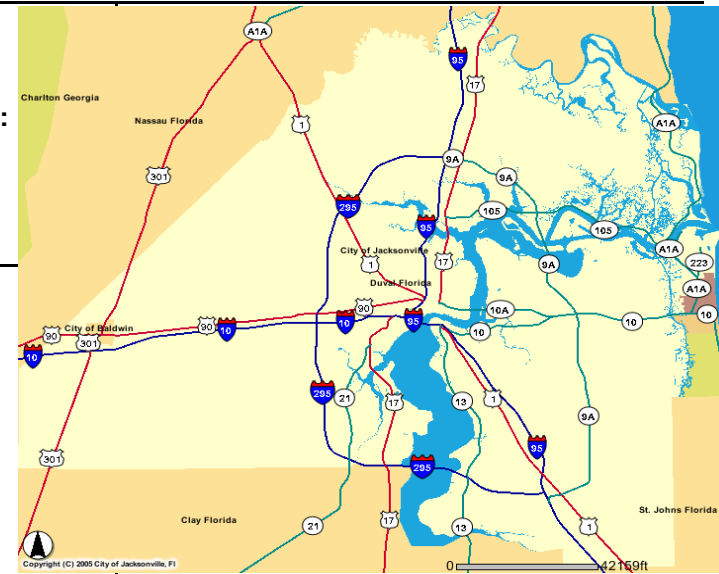 A1A
95
17
Charlton Georgia
:
Nassau Florida
1
A1A
9A
301
9A
295
105
95
105
City of Jacksonville
A1A
1
17
9A
223
Duval Florida
A1A
90
10A
90
10
95
10
10
City of Baldwin
90
10
10
301
10
295
21
17
13
1
9A
95
301
295
St. Johns Florida
Clay Florida
21
17
13
1
Copyright (C) 2005 City of Jacksonville, Fl
0
42159ft